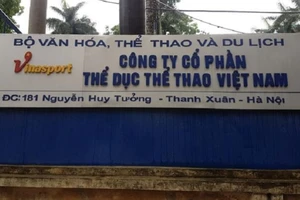 BỘ VĂN HÓA, THỂ THAO VÀ DU LỊCH
Vinasport
CÔNG TY CỔ PHẦN
THỂ DỤC THỂ THAO VIỆT NAM
ĐC:181 Nguyễn Huy Tưởng - Thanh Xuân - Hà Nội